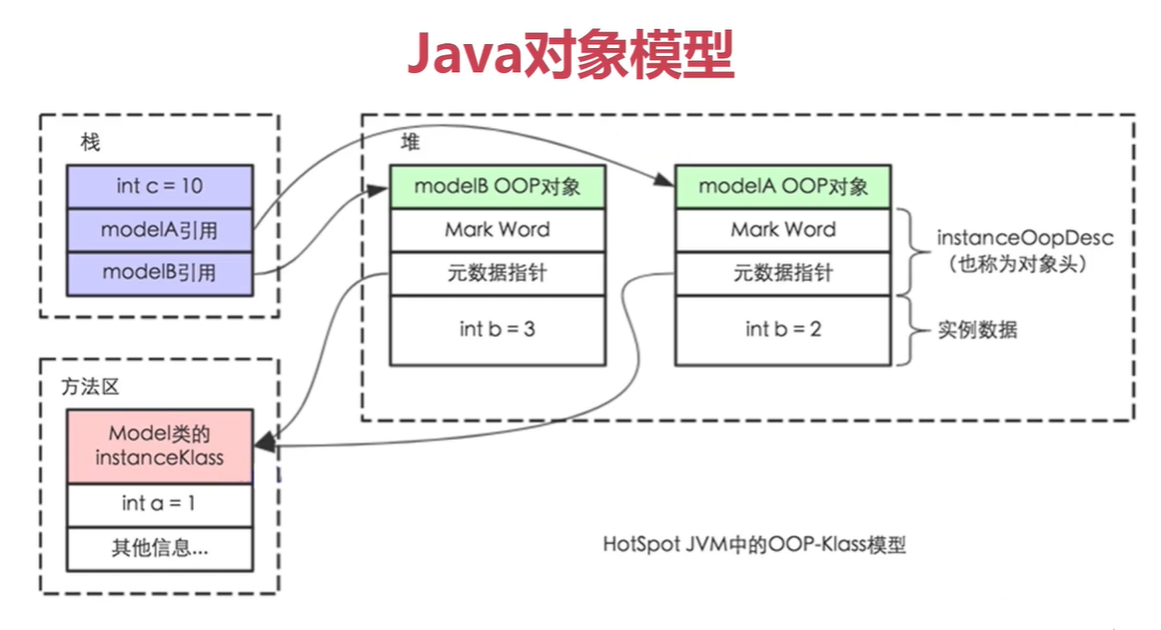 Java对象模型
栈
int c = 10
modelA引用
modelB引用
堆
modelB OOP对象
Mark Word
元数据指针
int b = 3
modelA OOP对象
Mark Word
元数据指针
int b = 2
instanceOopDesc
（也称为对象头）
实例数据
方法区
Model类的
instanceKlass
int a = 1
其他信息...
HotSpot JVM中的OOP-Klass模型